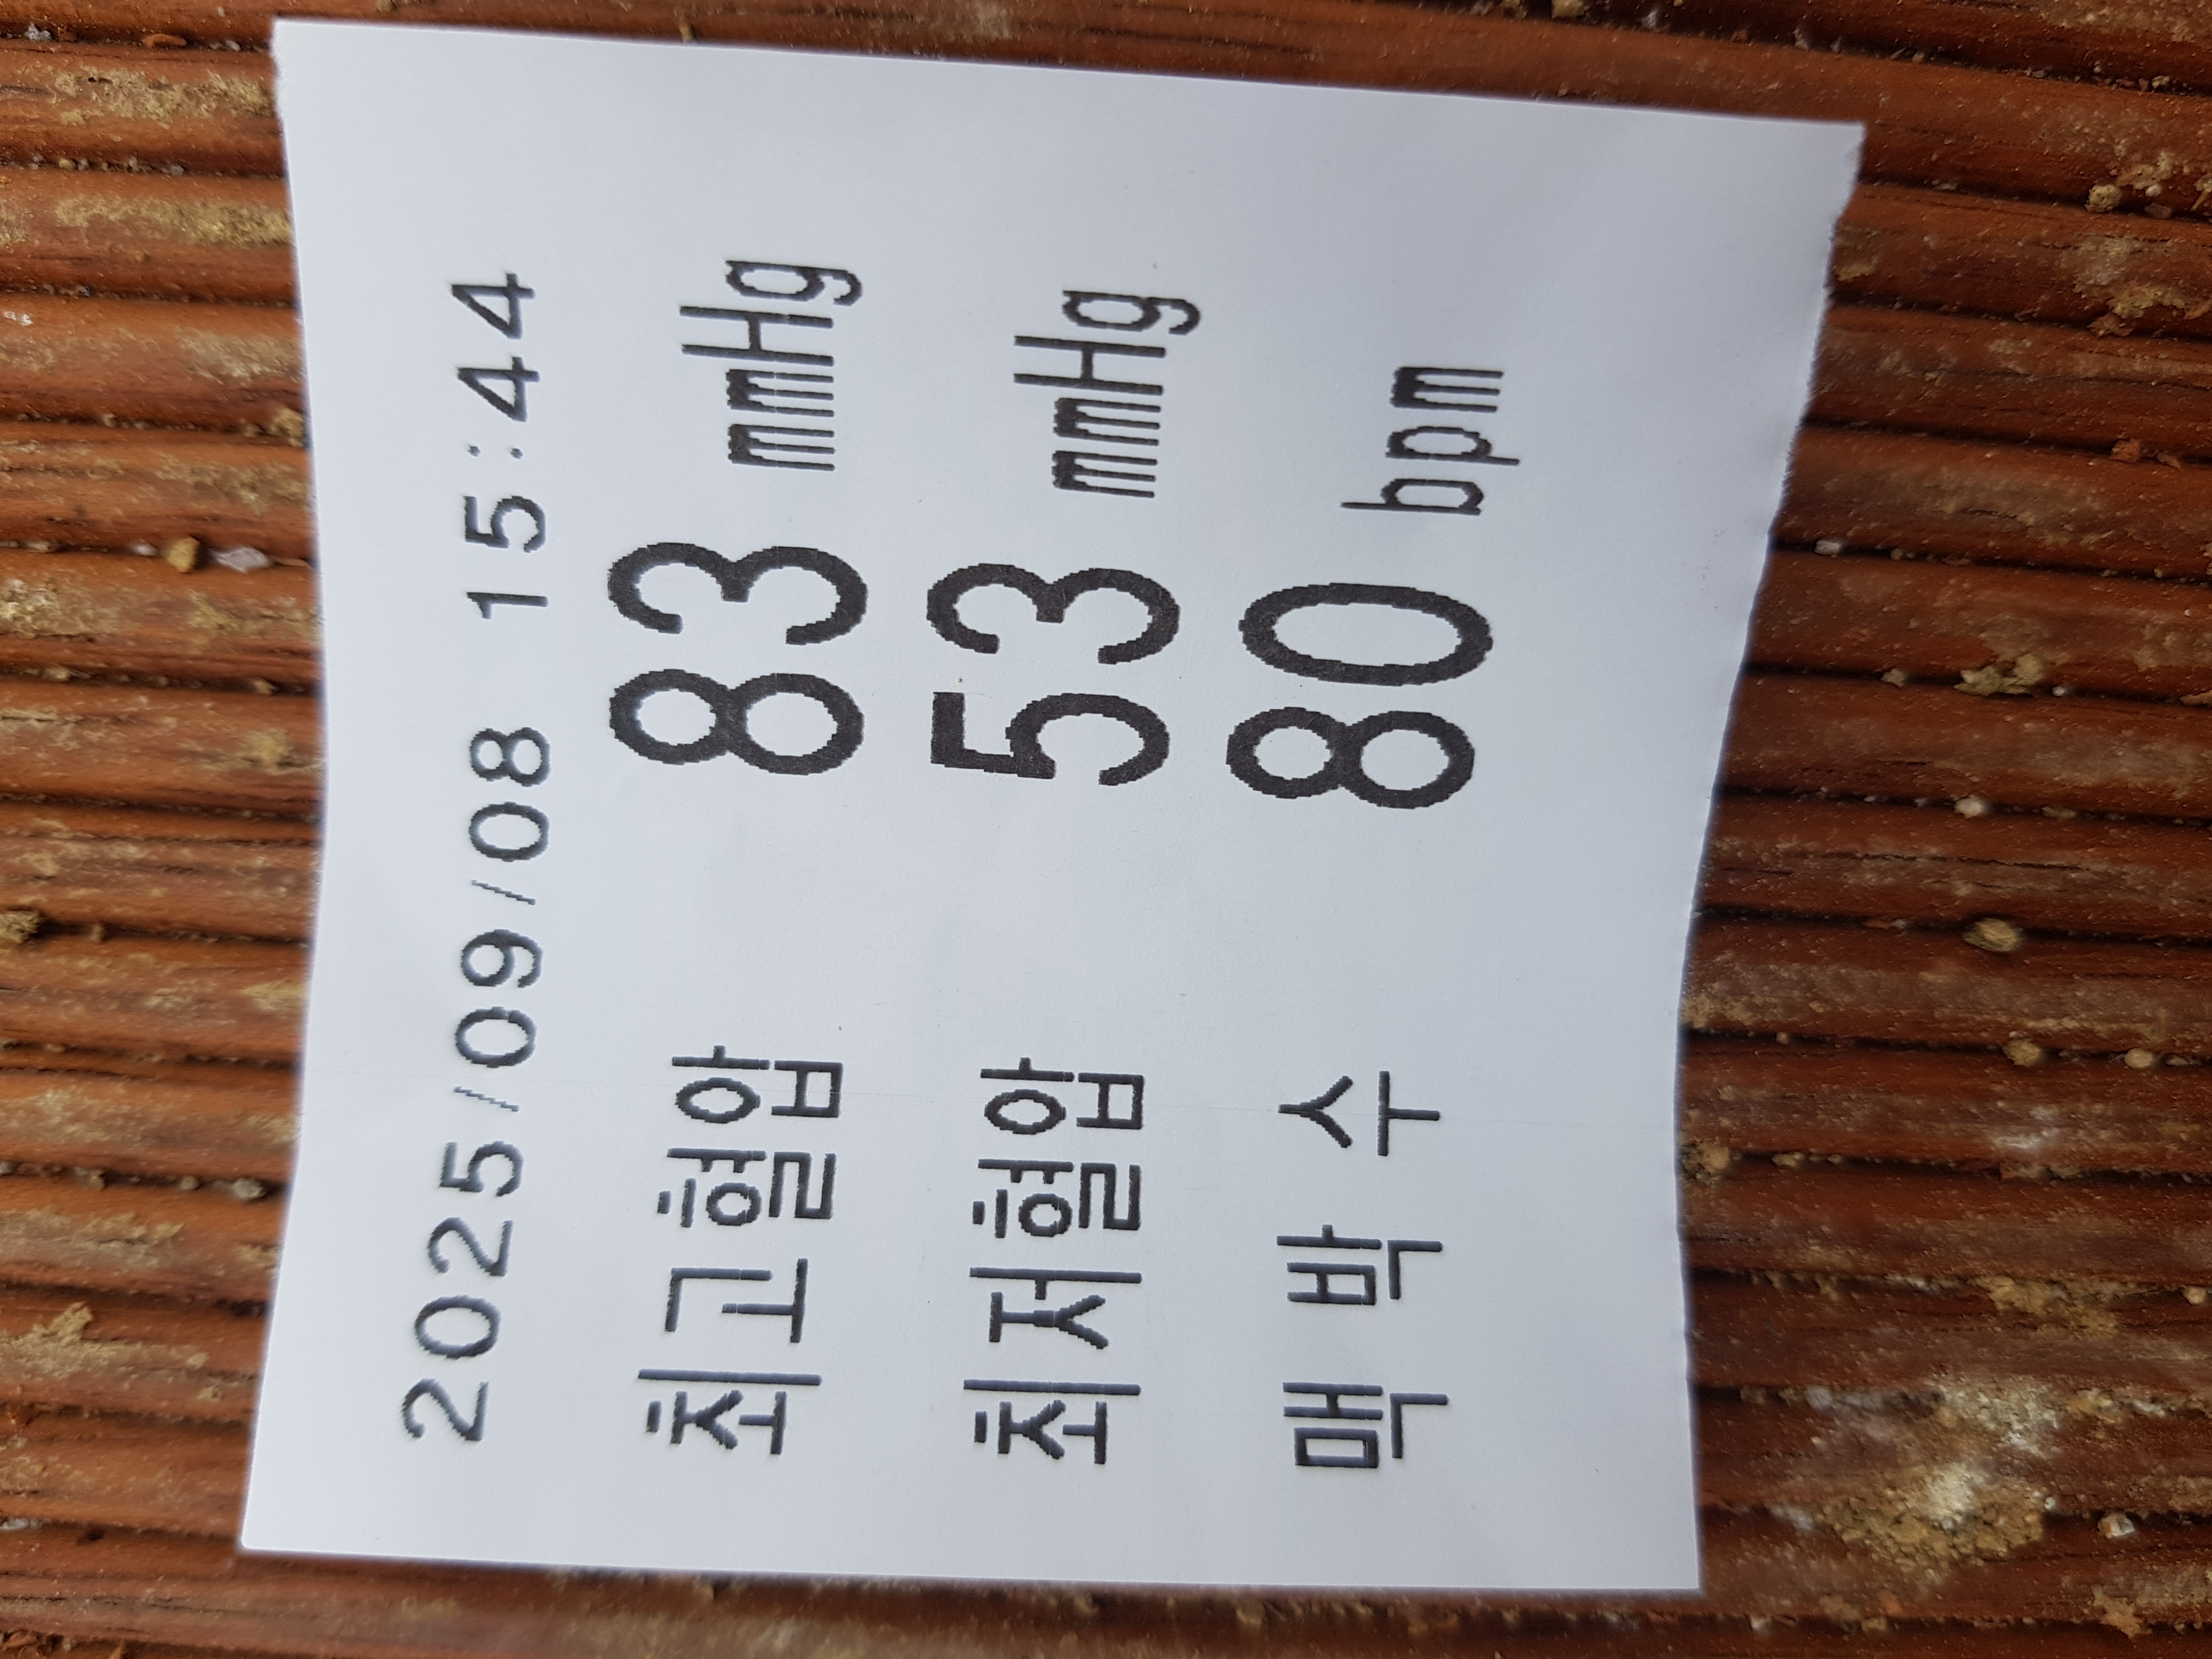 2025/09/08 15:44
최고혈압 83 mmHg
최저혈압 53 mmHg
맥 박 수 80 bpm